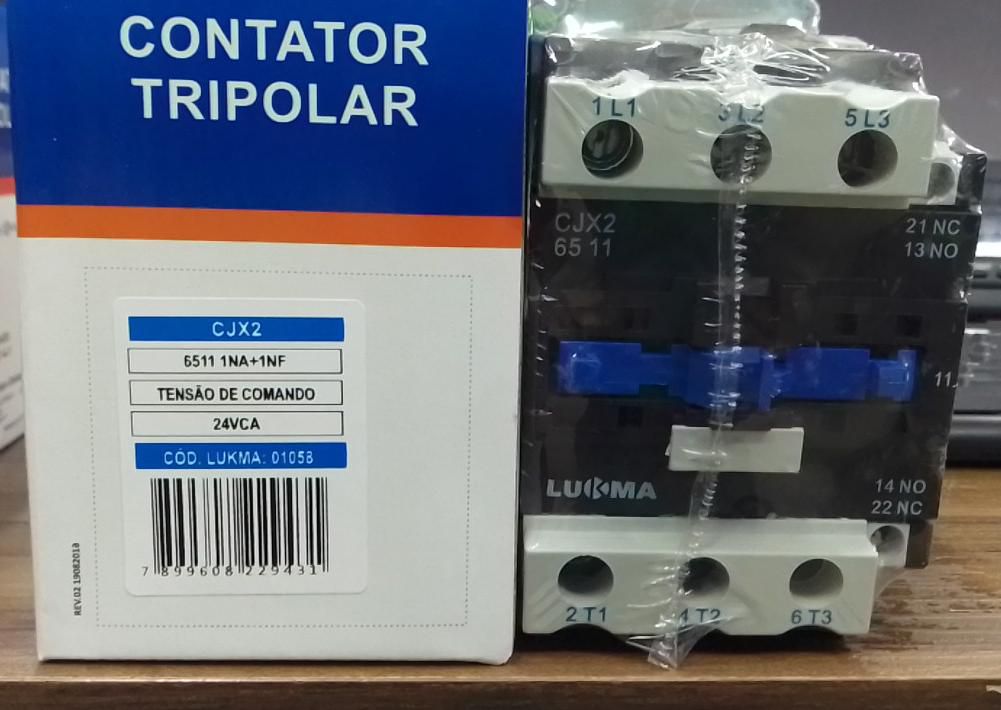 CONTATOR
TRIPOLAR
CJX2
6511 1NA+1NF
TENSÃO DE COMANDO
24VCA
CÓD. LUKMA: 01058
7 899608 229431
REV.02 19082013
1 L1 3 L2 5 L3
CJX2
65 11
21 NC
13 NO
11
LUKMA
14 NO
22 NC
2 T1 4 T2 6 T3